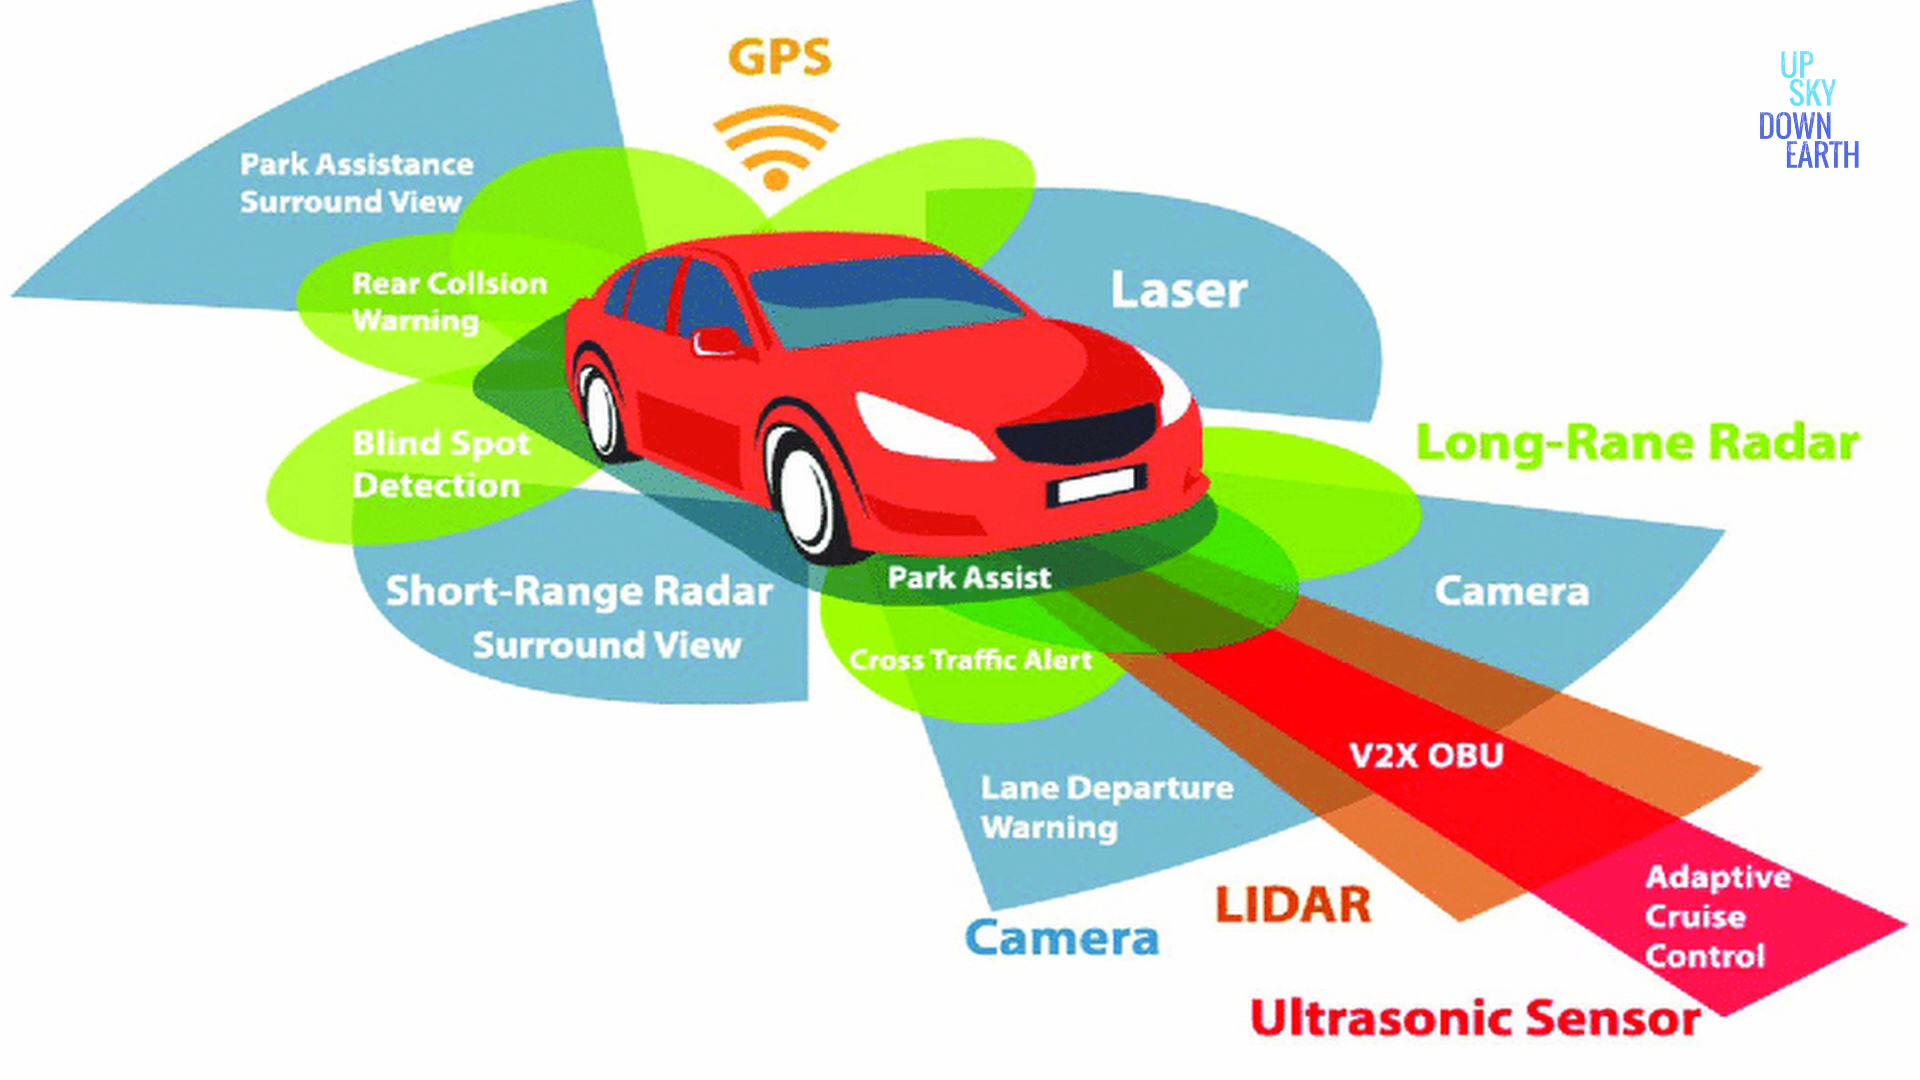 GPS
UP
SKY
DOWN
EARTH
Park Assistance
Surround View
Rear Collsion
Warning
Laser
Blind Spot
Detection
Long-Rane Radar
Short-Range Radar
Surround View
Park Assist
Camera
Cross Traffic Alert
V2X OBU
Lane Departure
Warning
LIDAR
Camera
Adaptive
Cruise
Control
Ultrasonic Sensor